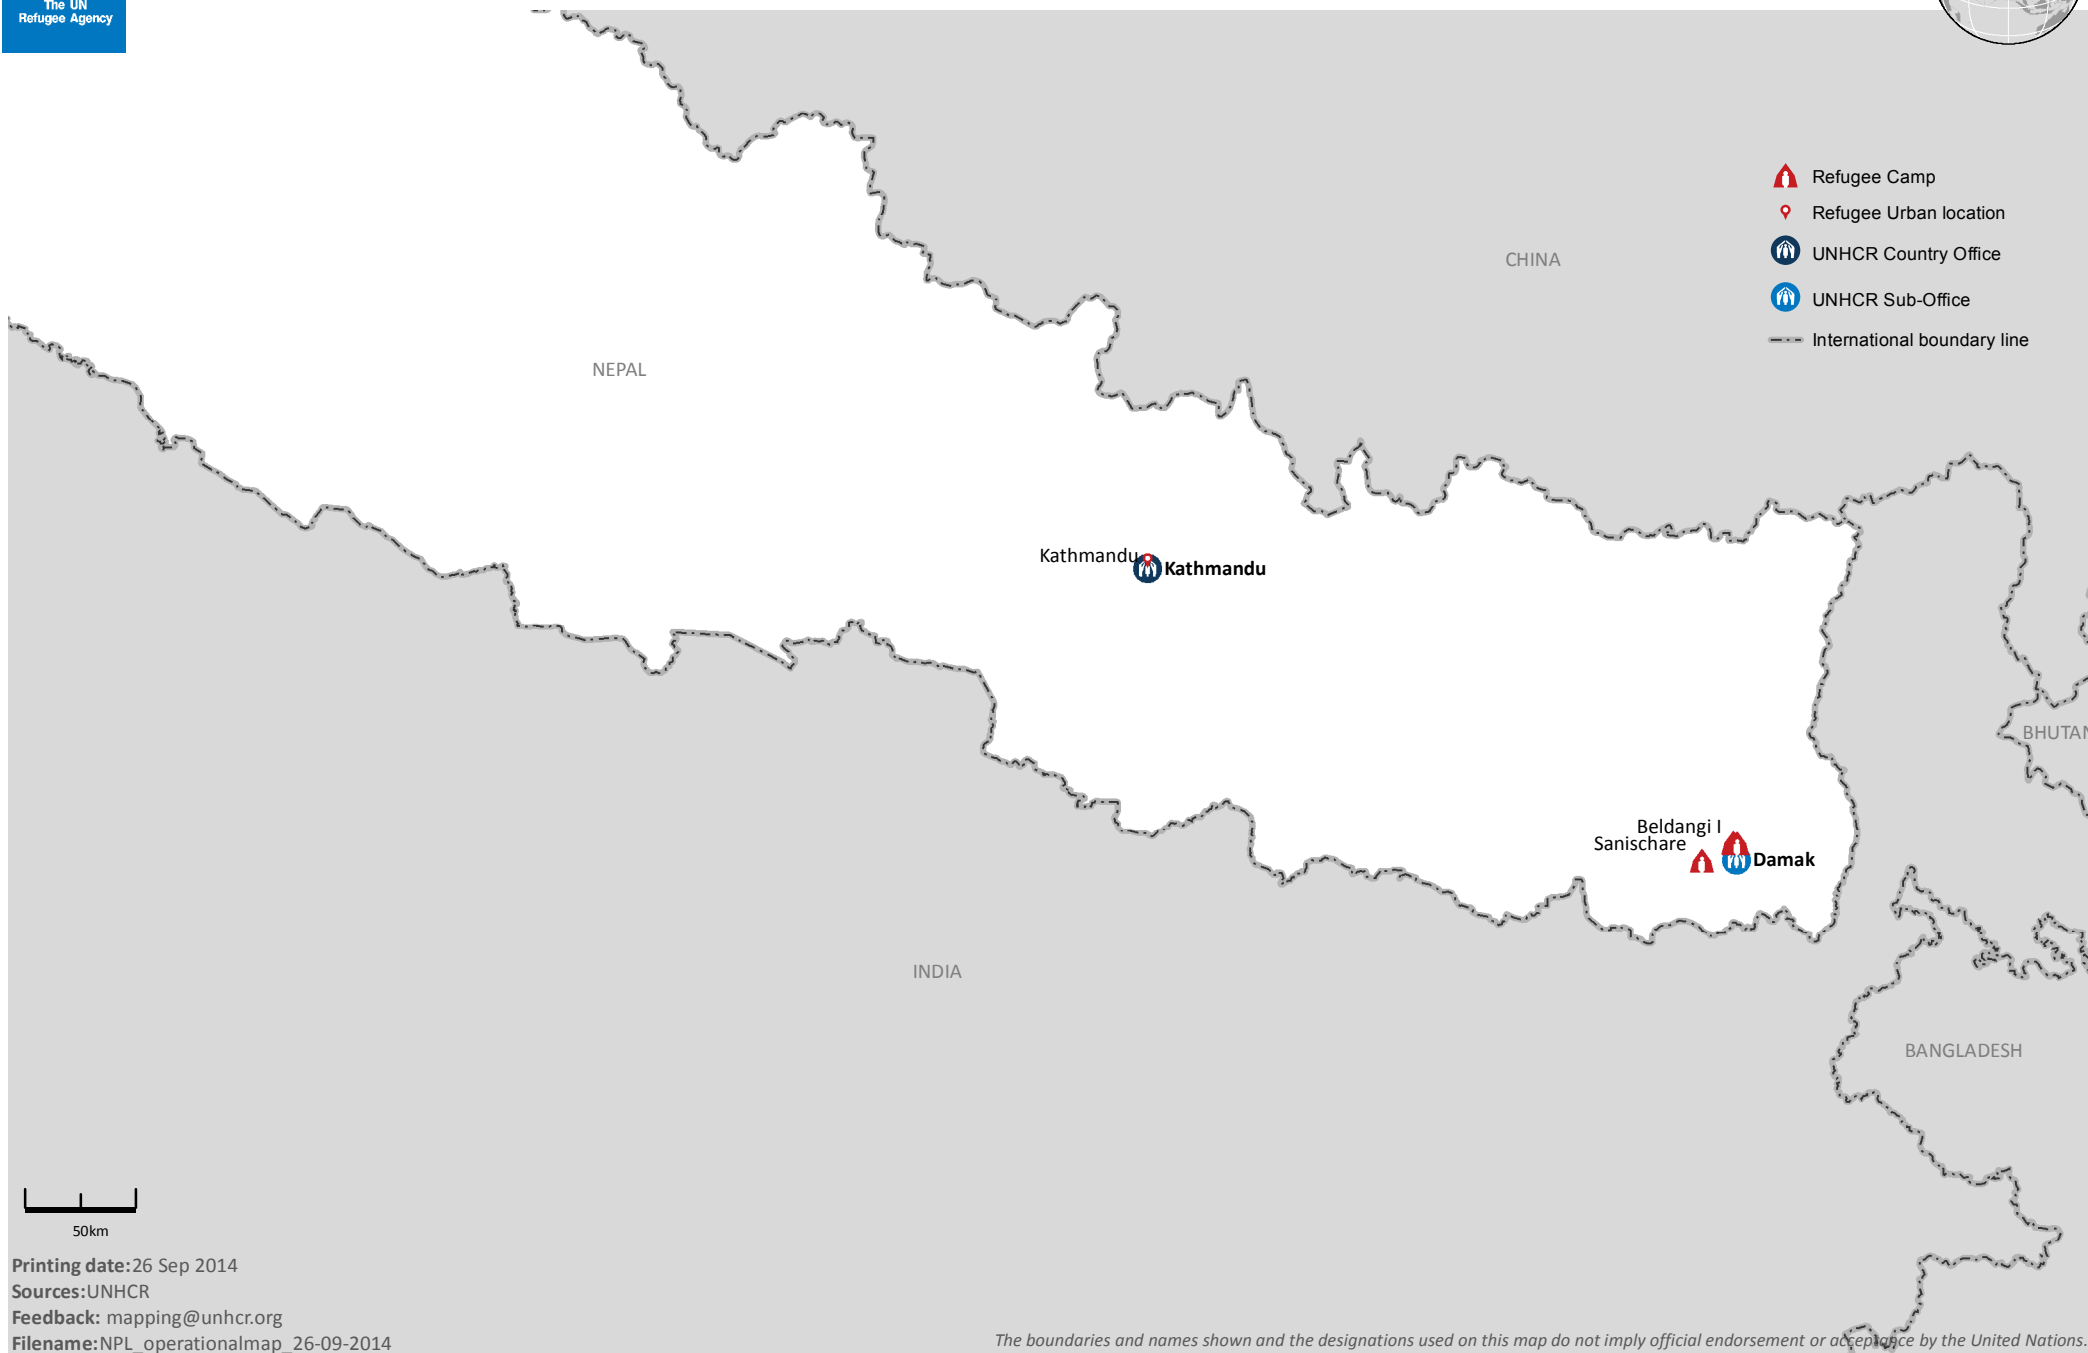 The UN
Refugee Agency
Refugee Camp
Refugee Urban location
CHINA
UNHCR Country Office
UNHCR Sub-Office
International boundary line
NEPAL
Kathmandu
Kathmandu
BHUTAN
Beldangi I
Sanischare
Damak
INDIA
BANGLADESH
50km
Printing date:26 Sep 2014
Sources:UNHCR
Feedback: mapping@unhcr.org
Filename:NPL_operationalmap_26-09-2014
The boundaries and names shown and the designations used on this map do not imply official endorsement or acceptance by the United Nations.